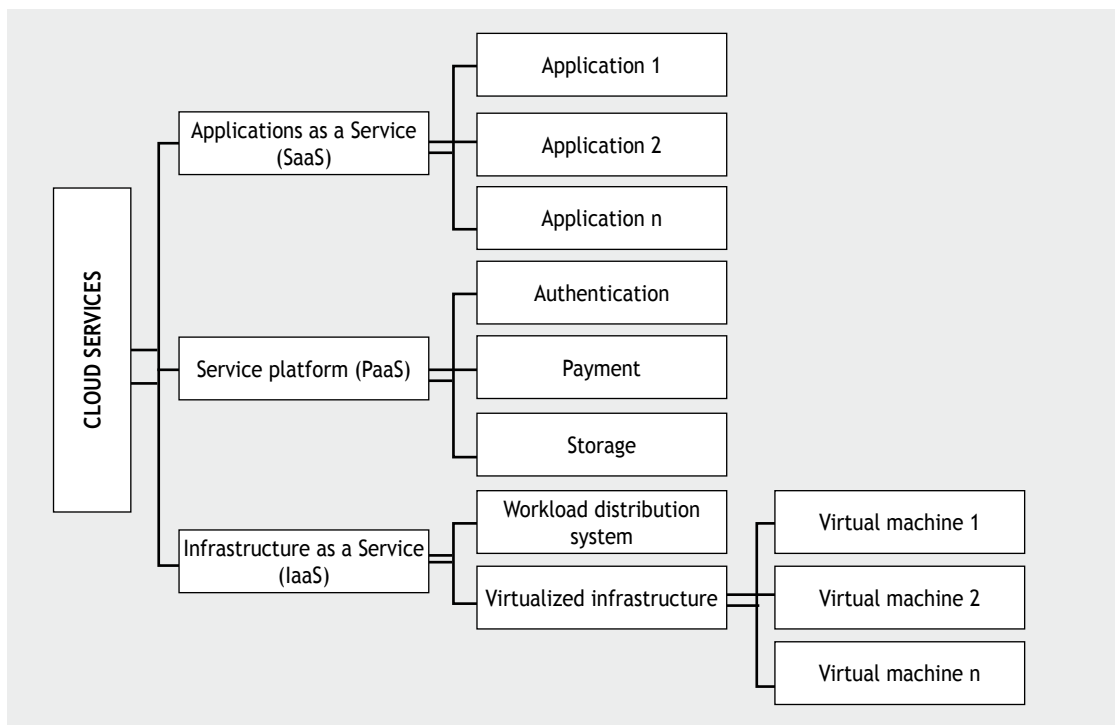 CLOUD SERVICES
Applications as a Service
(SaaS)
Application 1
Application 2
Application n
Service platform (PaaS)
Authentication
Payment
Storage
Infrastructure as a Service
(IaaS)
Workload distribution
system
Virtualized infrastructure
Virtual machine 1
Virtual machine 2
Virtual machine n